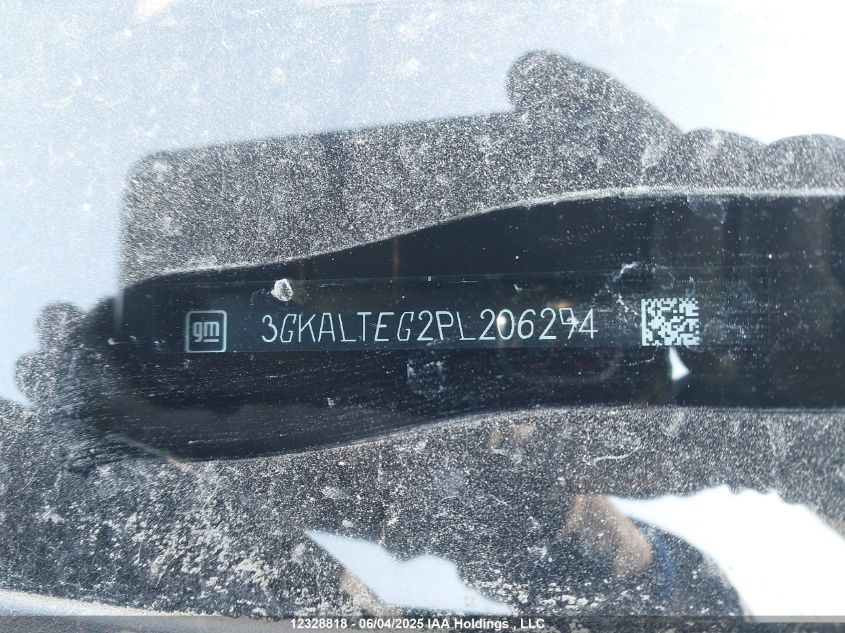 gm 3GKALTEG2PL206294
12328818 - 06/04/2025 IAA Holdings , LLC